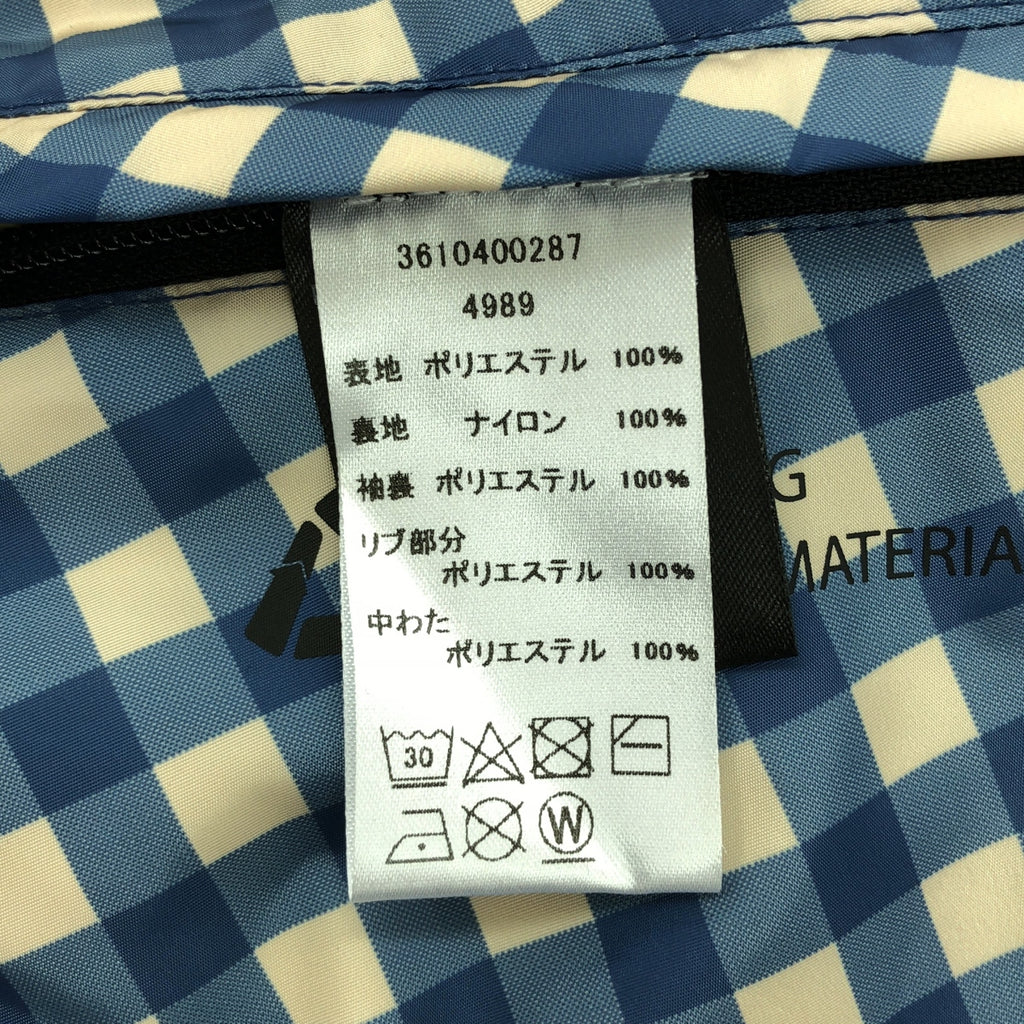 3610400287
4989
表地 ポリエステル 100%
裏地 ナイロン 100%
袖裏 ポリエステル 100%
リブ部分
ポリエステル 100%
中わた
ポリエステル 100%
30
W
G
MATERIA